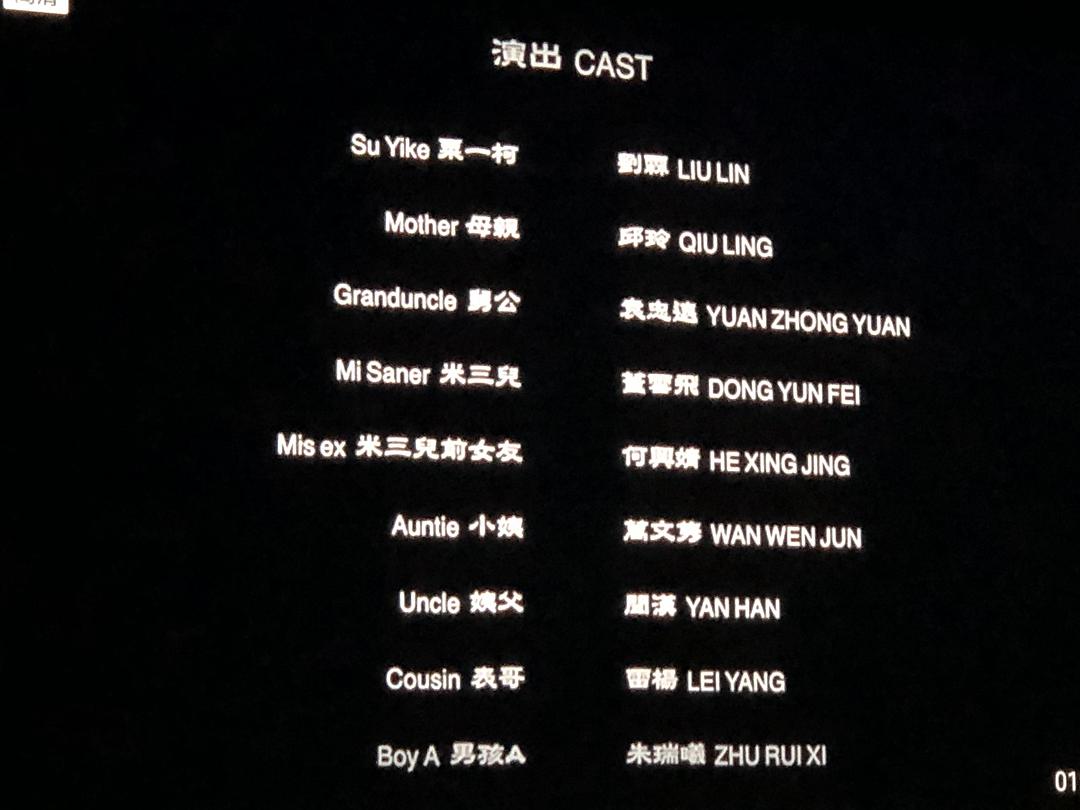 高清
演出 CAST
Su Yike 粟一柯 劉霖 LIU LIN
Mother 母親 邱玲 QIU LING
Granduncle 舅公 袁忠遠 YUAN ZHONG YUAN
Mi Saner 米三兒 董雲飛 DONG YUN FEI
Mis ex 米三兒前女友 何興婧 HE XING JING
Auntie 小姨 萬文雋 WAN WEN JUN
Uncle 姨父 閻漢 YAN HAN
Cousin 表哥 雷楊 LEI YANG
Boy A 男孩A 朱瑞曦 ZHU RUI XI
01